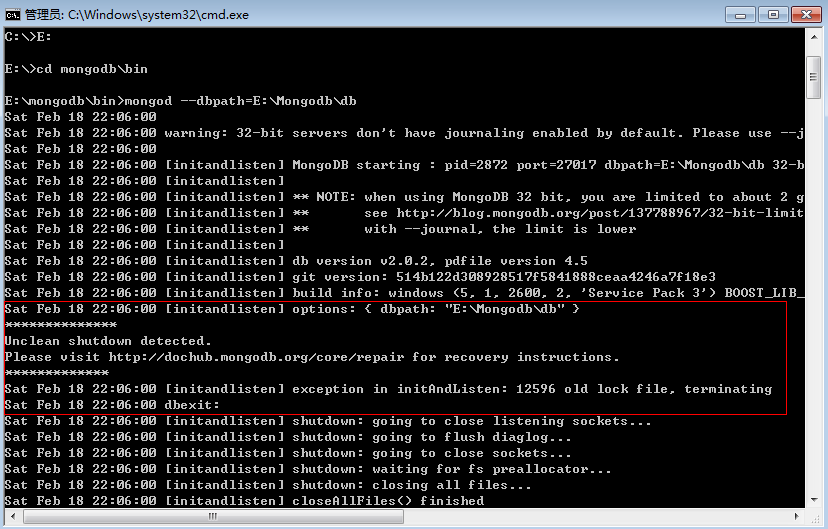 管理员: C:\Windows\system32\cmd.exe
C:\>E:
E:\>cd mongodb\bin
E:\mongodb\bin>mongod --dbpath=E:\Mongodb\db
Sat Feb 18 22:06:00
Sat Feb 18 22:06:00 warning: 32-bit servers don't have journaling enabled by default. Please use --j
Sat Feb 18 22:06:00
Sat Feb 18 22:06:00 [initandlisten] MongoDB starting : pid=2872 port=27017 dbpath=E:\Mongodb\db 32-b
Sat Feb 18 22:06:00 [initandlisten]
Sat Feb 18 22:06:00 [initandlisten] ** NOTE: when using MongoDB 32 bit, you are limited to about 2 g
Sat Feb 18 22:06:00 [initandlisten] **       see http://blog.mongodb.org/post/137788967/32-bit-limit
Sat Feb 18 22:06:00 [initandlisten] **       with --journal, the limit is lower
Sat Feb 18 22:06:00 [initandlisten]
Sat Feb 18 22:06:00 [initandlisten] db version v2.0.2, pdfile version 4.5
Sat Feb 18 22:06:00 [initandlisten] git version: 514b122d308928517f5841888ceaa4246a7f18e3
Sat Feb 18 22:06:00 [initandlisten] build info: windows (5, 1, 2600, 2, 'Service Pack 3') BOOST_LIB_
Sat Feb 18 22:06:00 [initandlisten] options: { dbpath: "E:\Mongodb\db" }
**************
Unclean shutdown detected.
Please visit http://dochub.mongodb.org/core/repair for recovery instructions.
*************
Sat Feb 18 22:06:00 [initandlisten] exception in initAndListen: 12596 old lock file, terminating
Sat Feb 18 22:06:00 dbexit:
Sat Feb 18 22:06:00 [initandlisten] shutdown: going to close listening sockets...
Sat Feb 18 22:06:00 [initandlisten] shutdown: going to flush diaglog...
Sat Feb 18 22:06:00 [initandlisten] shutdown: going to close sockets...
Sat Feb 18 22:06:00 [initandlisten] shutdown: waiting for fs preallocator...
Sat Feb 18 22:06:00 [initandlisten] shutdown: closing all files...
Sat Feb 18 22:06:00 [initandlisten] closeAllFiles() finished